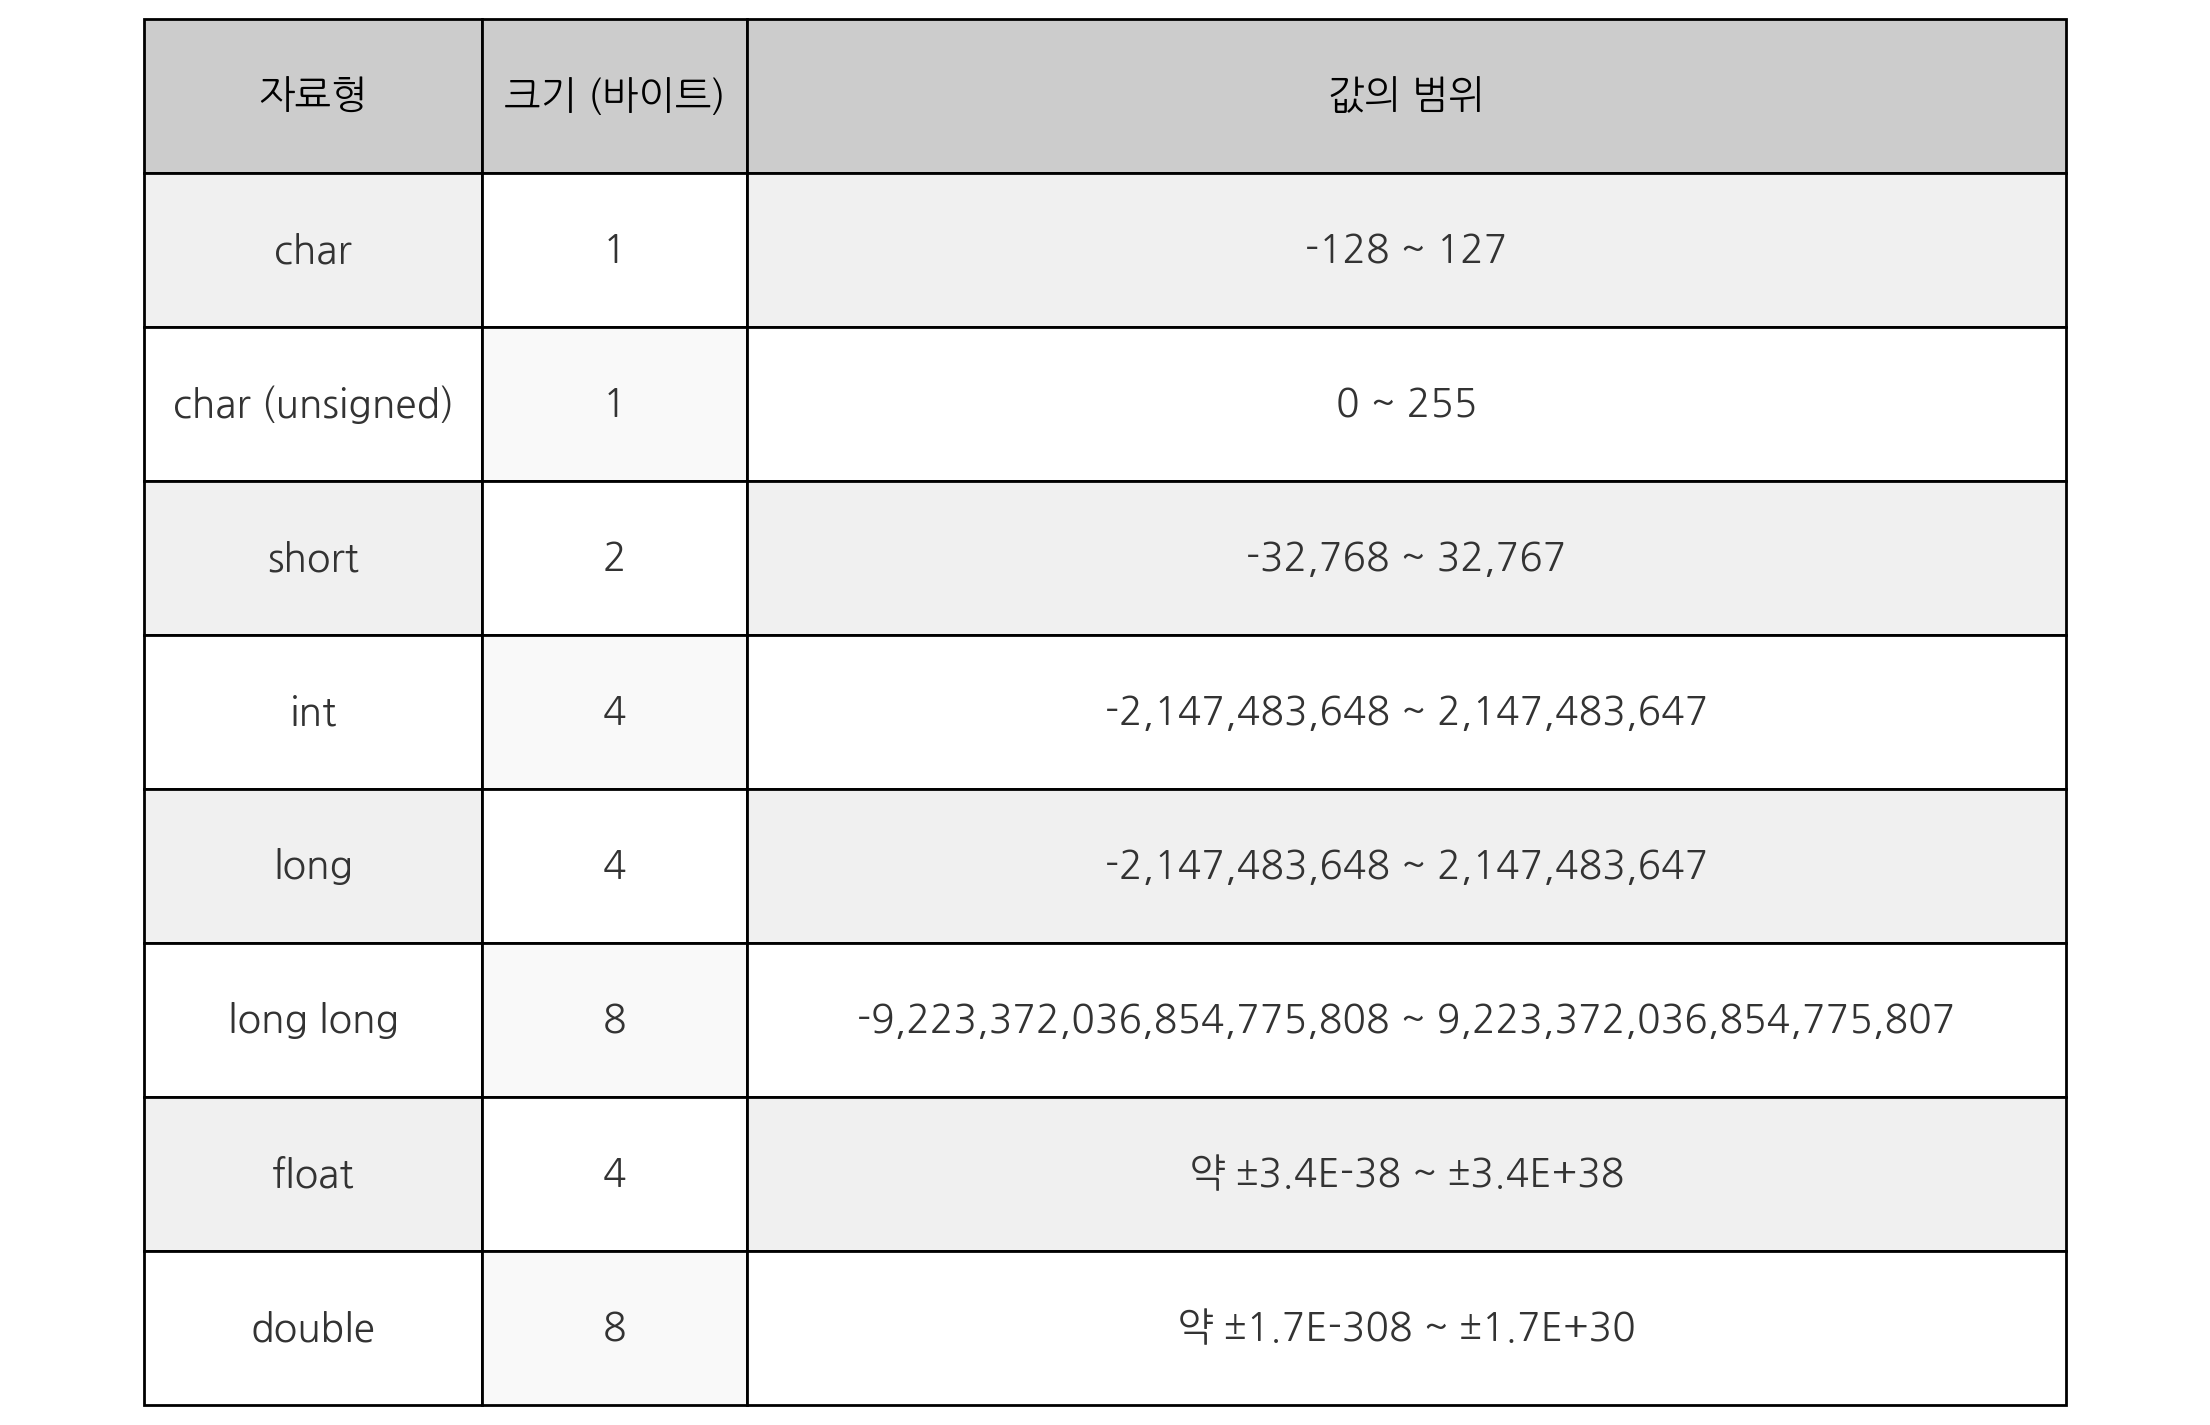 자료형 크기 (바이트) 값의 범위
char 1 -128 ~ 127
char (unsigned) 1 0 ~ 255
short 2 -32,768 ~ 32,767
int 4 -2,147,483,648 ~ 2,147,483,647
long 4 -2,147,483,648 ~ 2,147,483,647
long long 8 -9,223,372,036,854,775,808 ~ 9,223,372,036,854,775,807
float 4 약 ±3.4E-38 ~ ±3.4E+38
double 8 약 ±1.7E-308 ~ ±1.7E+30